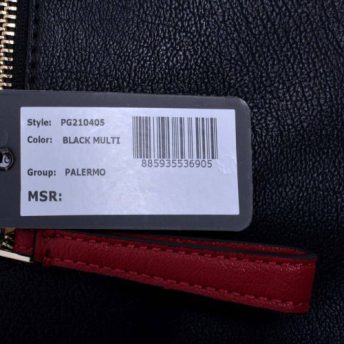 Style: PG210405
Color: BLACK MULTI
885935536905
Group: PALERMO
MSR: